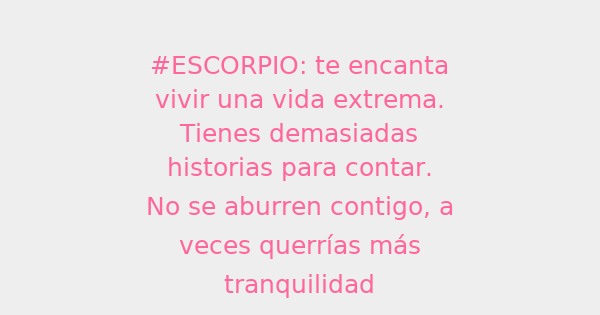 #ESCORPIO: te encanta
vivir una vida extrema.
Tienes demasiadas
historias para contar.
No se aburren contigo, a
veces querrías más
tranquilidad